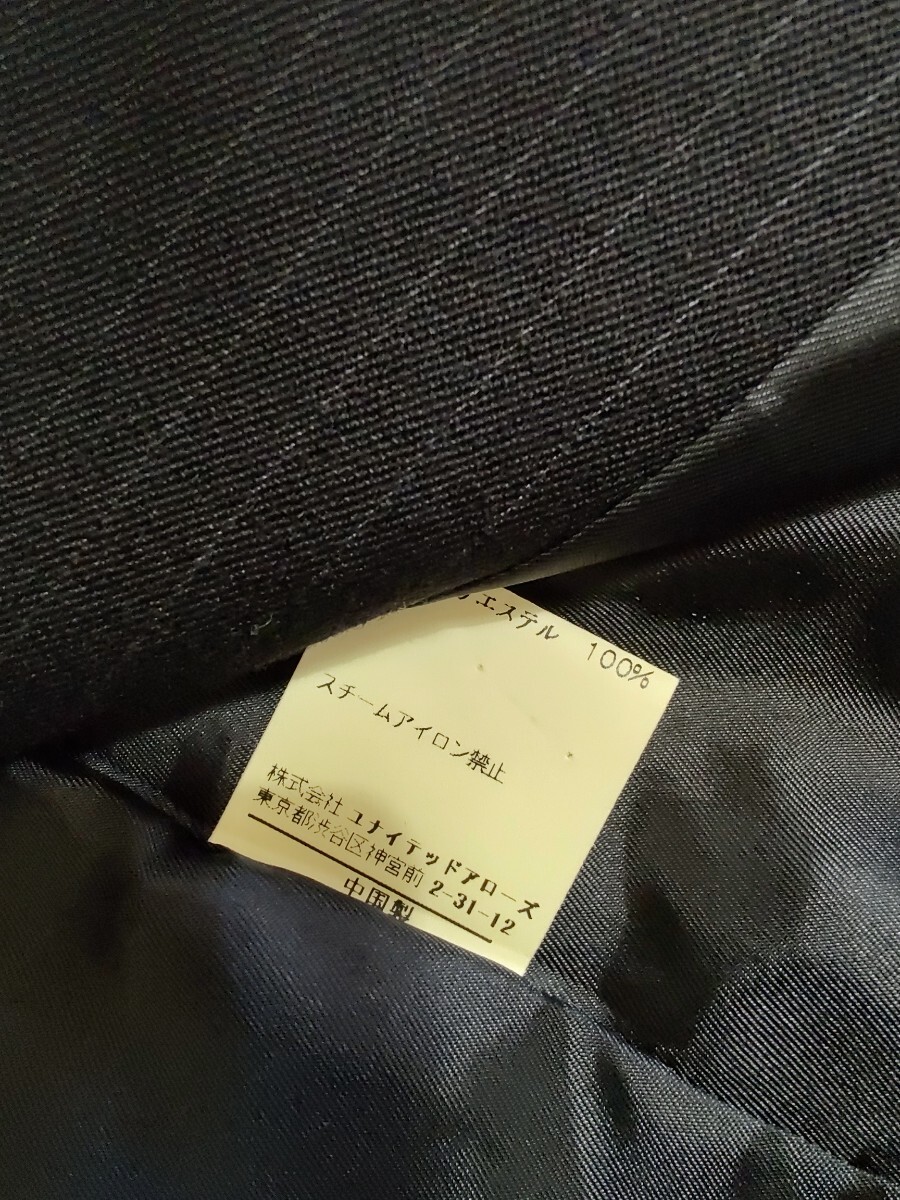 リエステル 100%
スチームアイロン禁止
株式会社 ユナイテッドアローズ
東京都渋谷区神宮前 2-31-12
中国製